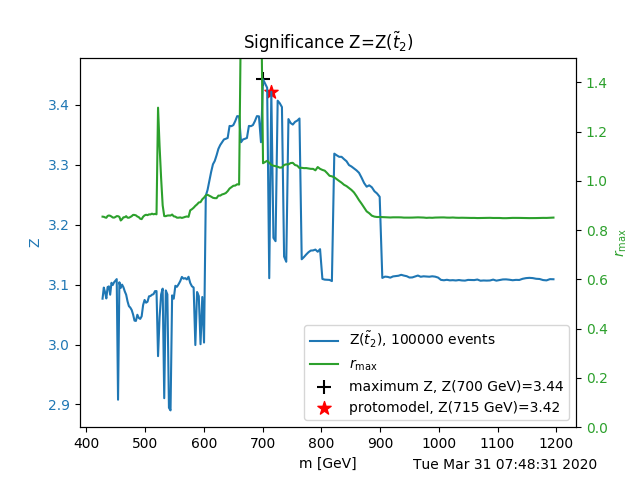 Significance Z=Z(t̃₂)
Z
3.4
3.3
3.2
3.1
3.0
2.9
1.4
1.2
1.0
0.8
0.6
0.4
0.2
0.0
r_max
Z(t̃₂), 100000 events
r_max
maximum Z, Z(700 GeV)=3.44
protomodel, Z(715 GeV)=3.42
400 500 600 700 800 900 1000 1100 1200
m [GeV]
Tue Mar 31 07:48:31 2020